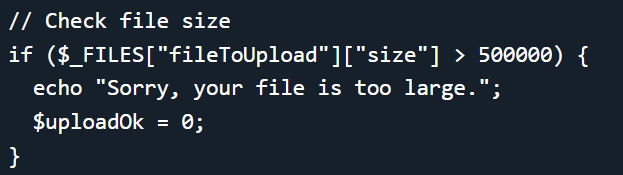 // Check file size
if ($_FILES["fileToUpload"]["size"] > 500000) {
  echo "Sorry, your file is too large.";
  $uploadOk = 0;
}